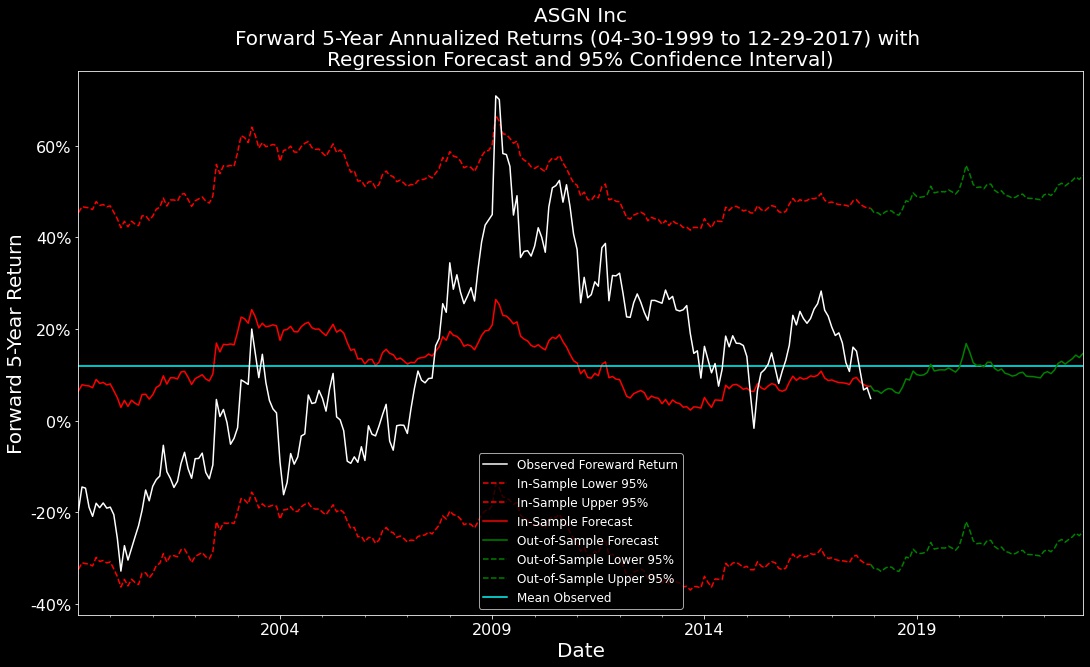 ASGN Inc
Forward 5-Year Annualized Returns (04-30-1999 to 12-29-2017) with
Regression Forecast and 95% Confidence Interval)
Forward 5-Year Return
60%
40%
20%
0%
-20%
-40%
Observed Foreward Return
In-Sample Lower 95%
In-Sample Upper 95%
In-Sample Forecast
Out-of-Sample Forecast
Out-of-Sample Lower 95%
Out-of-Sample Upper 95%
Mean Observed
2004
2009
2014
2019
Date